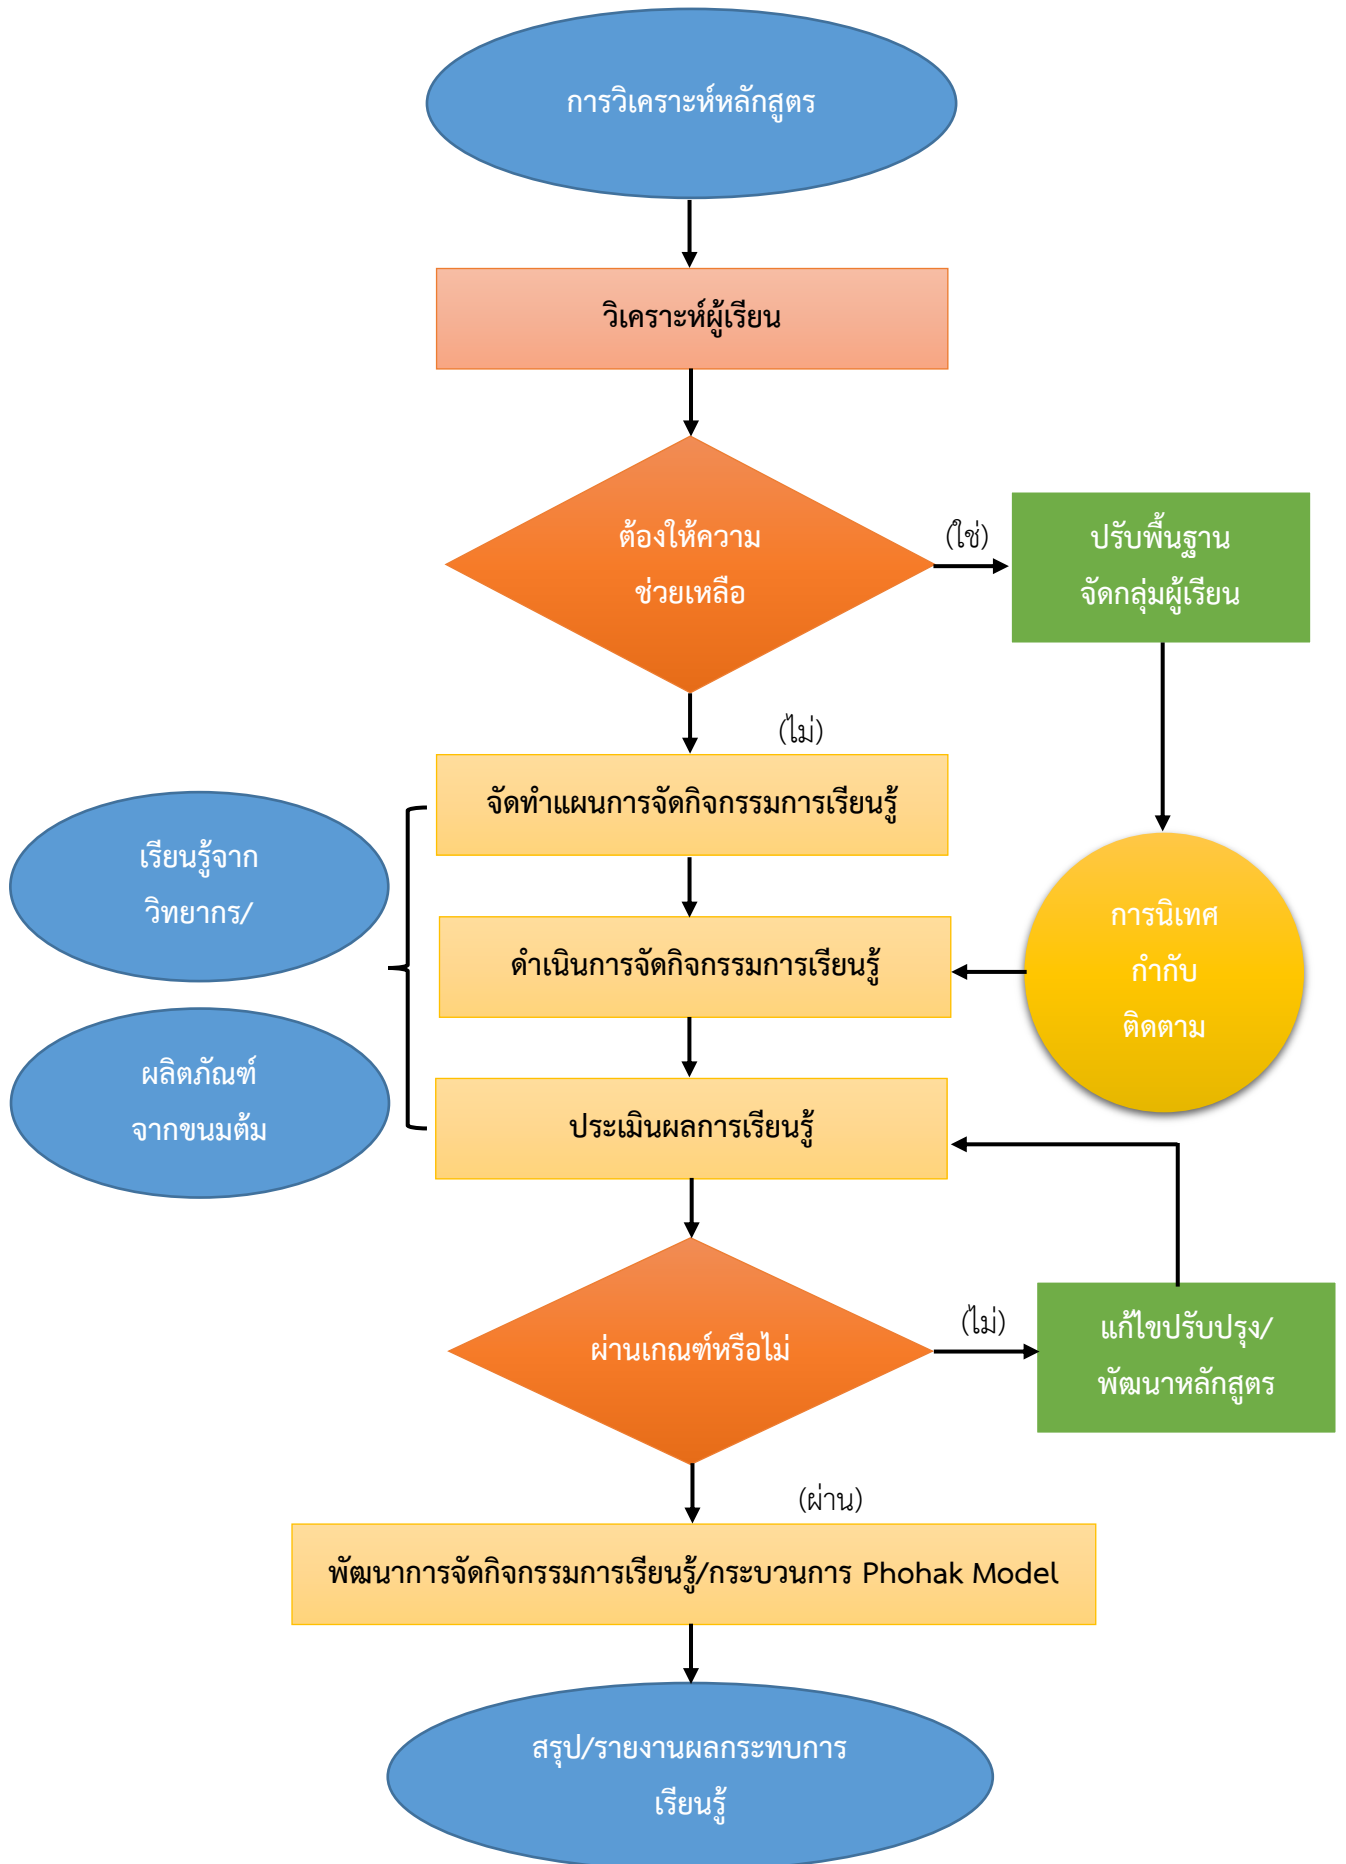 การวิเคราะห์หลักสูตร
วิเคราะห์ผู้เรียน
ต้องให้ความ
ช่วยเหลือ
(ใช่)
ปรับพื้นฐาน
จัดกลุ่มผู้เรียน
(ไม่)
จัดทำแผนการจัดกิจกรรมการเรียนรู้
เรียนรู้จาก
วิทยากร/
ดำเนินการจัดกิจกรรมการเรียนรู้
การนิเทศ
กำกับ
ติดตาม
ผลิตภัณฑ์
จากขนมต้ม
ประเมินผลการเรียนรู้
ผ่านเกณฑ์หรือไม่
(ไม่)
แก้ไขปรับปรุง/
พัฒนาหลักสูตร
(ผ่าน)
พัฒนาการจัดกิจกรรมการเรียนรู้/กระบวนการ Phohak Model
สรุป/รายงานผลกระทบการ
เรียนรู้